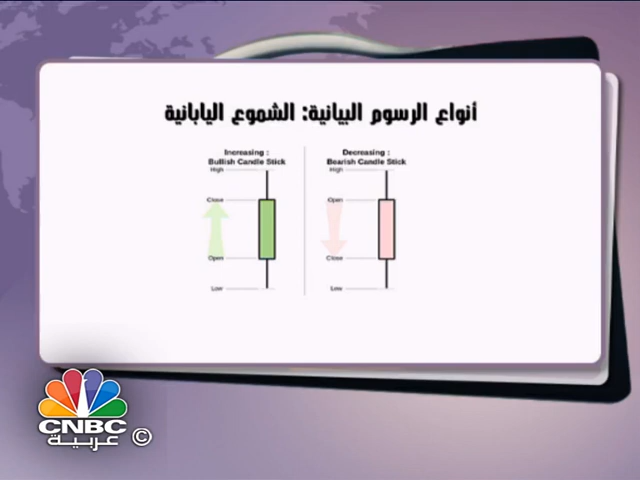 أنواع الرسوم البيانية: الشموع اليابانية
Increasing :
Bullish Candle Stick
High
Close
Open
Low
Decreasing :
Bearish Candle Stick
High
Open
Close
Low
CNBC
عربية ©